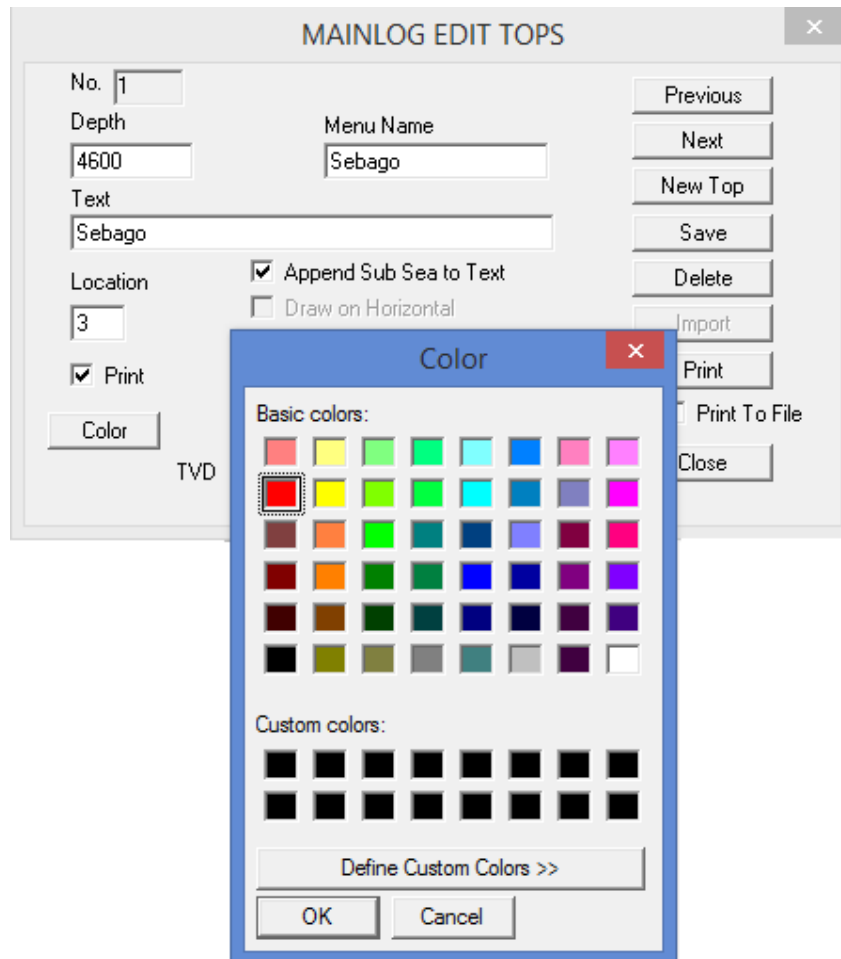 MAINLOG EDIT TOPS
No. 1
Previous
Depth
Menu Name
Next
4600
Sebago
New Top
Text
Sebago
Save
Location
Append Sub Sea to Text
Delete
3
Draw on Horizontal
Import
Print
Color
Print
Color
Basic colors:
Print To File
TVD
Close
Custom colors:
Define Custom Colors >>
OK
Cancel